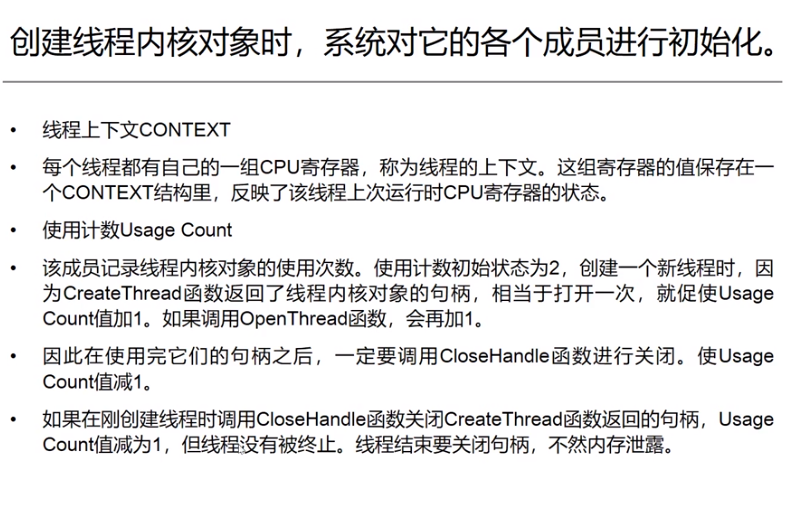 创建线程内核对象时，系统对它的各个成员进行初始化。
• 线程上下文CONTEXT
• 每个线程都有自己的一组CPU寄存器，称为线程的上下文。这组寄存器的值保存在一
个CONTEXT结构里，反映了该线程上次运行时CPU寄存器的状态。
• 使用计数Usage Count
• 该成员记录线程内核对象的使用次数。使用计数初始状态为2，创建一个新线程时，因
为CreateThread函数返回了线程内核对象的句柄，相当于打开一次，就促使Usage
Count值加1。如果调用OpenThread函数，会再加1。
• 因此在使用完它们的句柄之后，一定要调用CloseHandle函数进行关闭。使Usage
Count值减1。
• 如果在刚创建线程时调用CloseHandle函数关闭CreateThread函数返回的句柄，Usage
Count值减为1，但线程没有被终止。线程结束要关闭句柄，不然内存泄露。